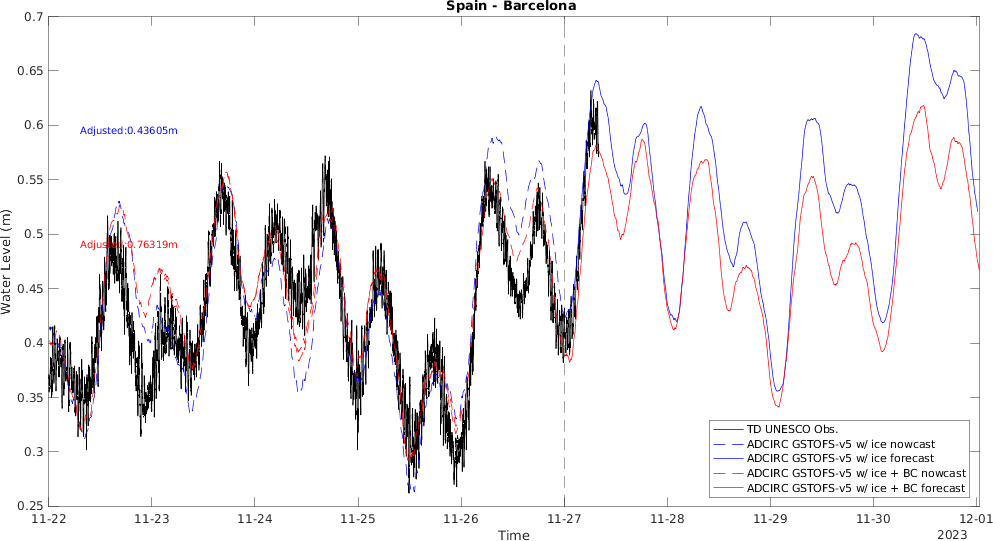 Spain - Barcelona
0.7
0.65
0.6
0.55
0.5
0.45
0.4
0.35
0.3
0.25
Water Level (m)
Adjusted:0.43605m
Adjusted:0.76319m
TD UNESCO Obs.
ADCIRC GSTOFS-v5 w/ ice nowcast
ADCIRC GSTOFS-v5 w/ ice forecast
ADCIRC GSTOFS-v5 w/ ice + BC nowcast
ADCIRC GSTOFS-v5 w/ ice + BC forecast
11-22 11-23 11-24 11-25 11-26 11-27 11-28 11-29 11-30 12-01
Time
2023